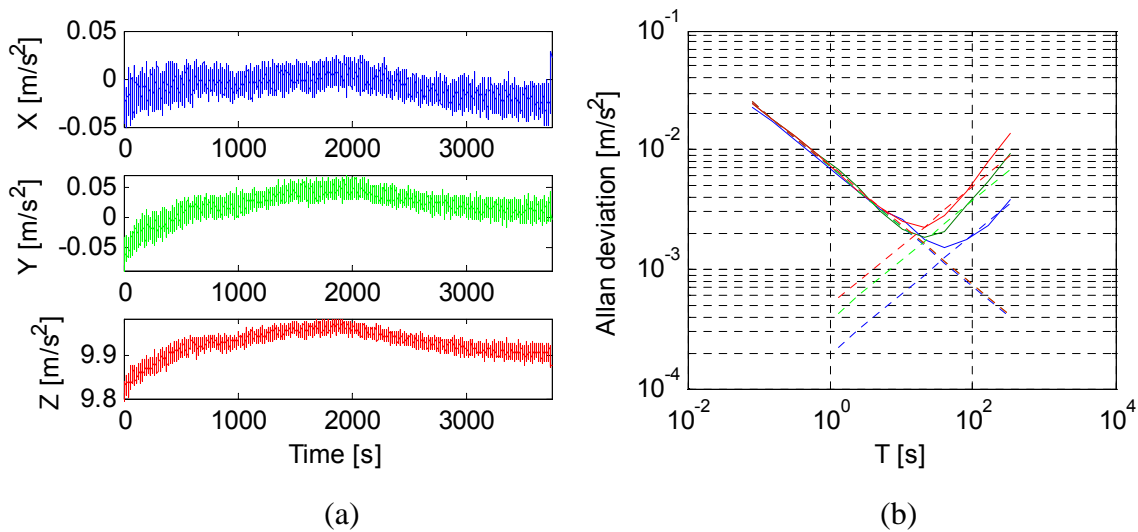 0.05
0
-0.05
X [m/s²]
0 1000 2000 3000
0.05
0
-0.05
Y [m/s²]
0 1000 2000 3000
9.9
9.8
Z [m/s²]
0 1000 2000 3000
Time [s]
(a)
10⁻¹
10⁻²
10⁻³
10⁻⁴
Allan deviation [m/s²]
10⁻² 10⁰ 10² 10⁴
T [s]
(b)